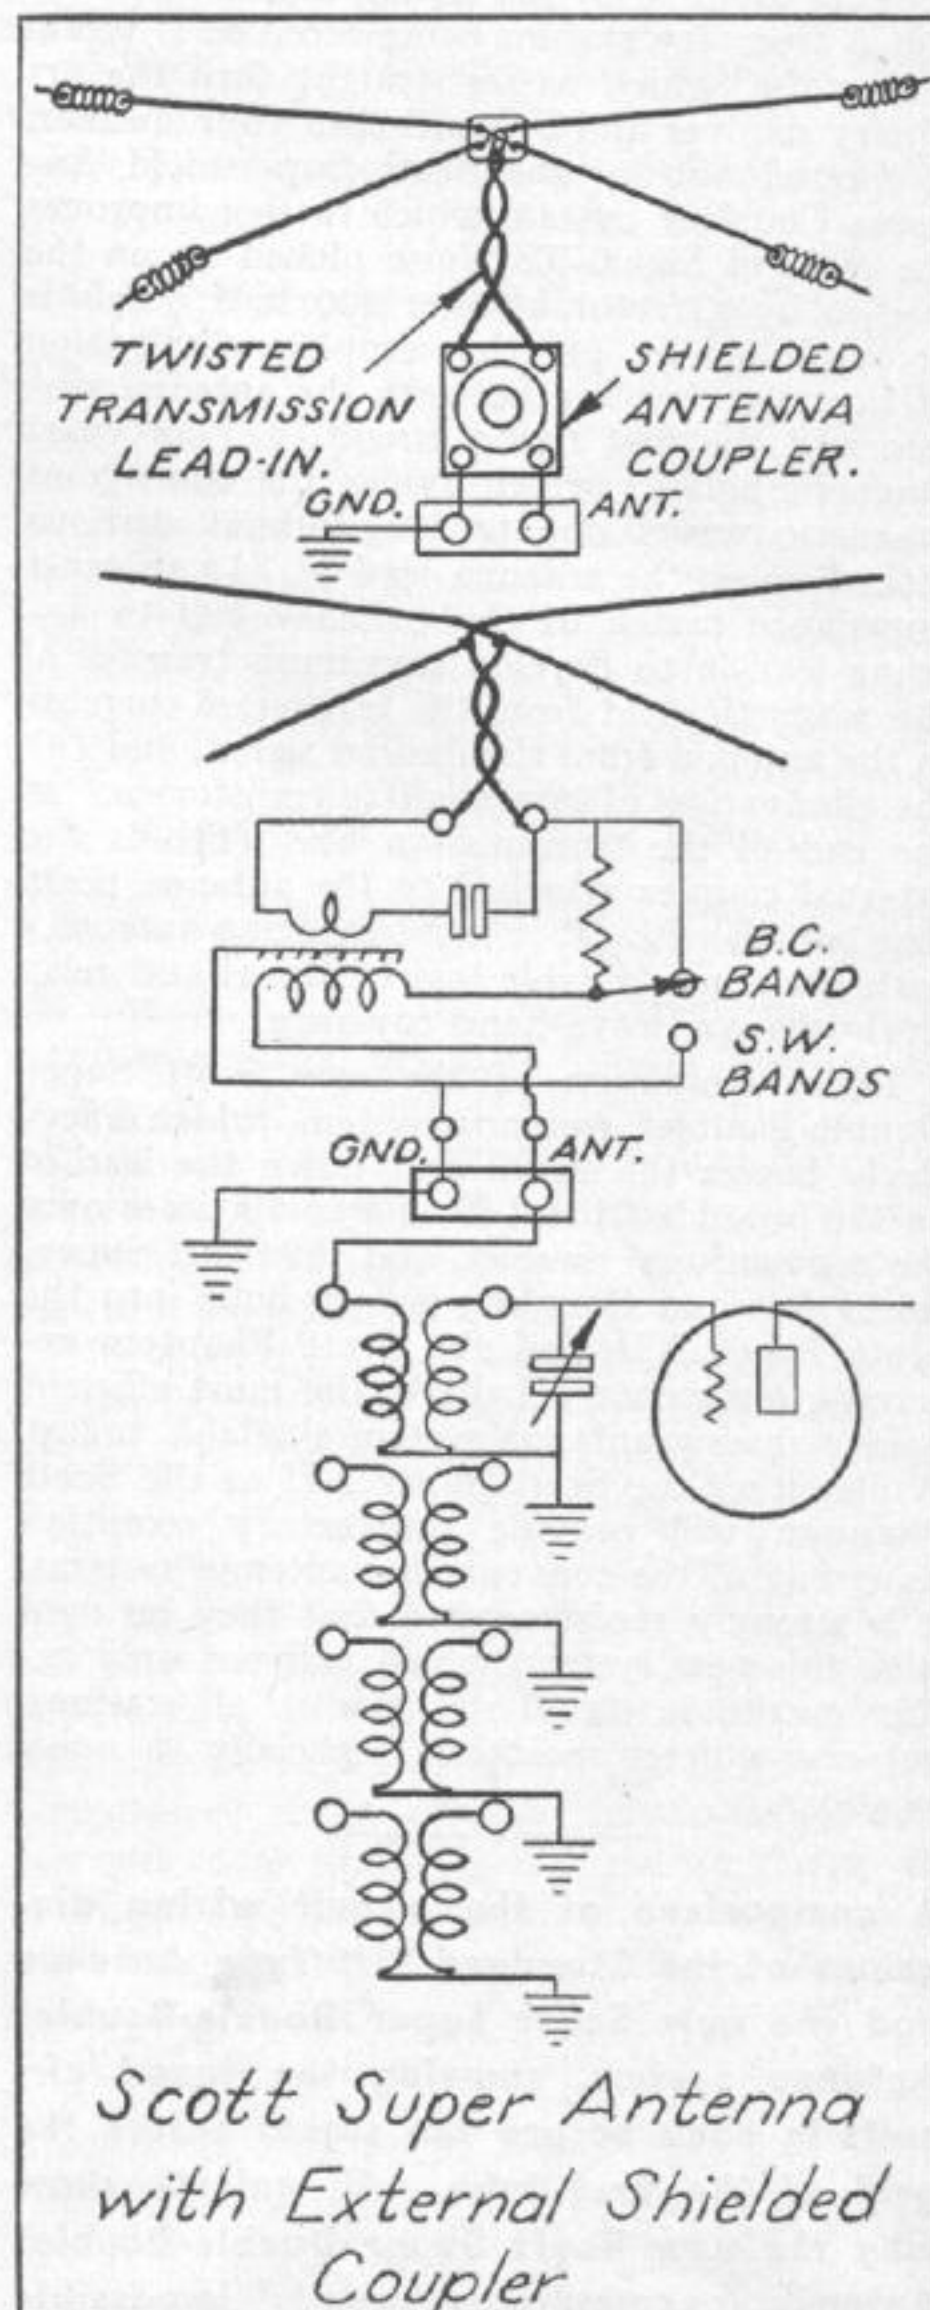 TWISTED
TRANSMISSION
LEAD-IN.
SHIELDED
ANTENNA
COUPLER.
GND.
ANT.
B.C.
BAND
S.W.
BANDS
GND.
ANT.
Scott Super Antenna
with External Shielded
Coupler